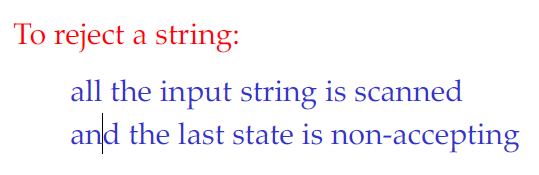 To reject a string:
all the input string is scanned
and the last state is non-accepting